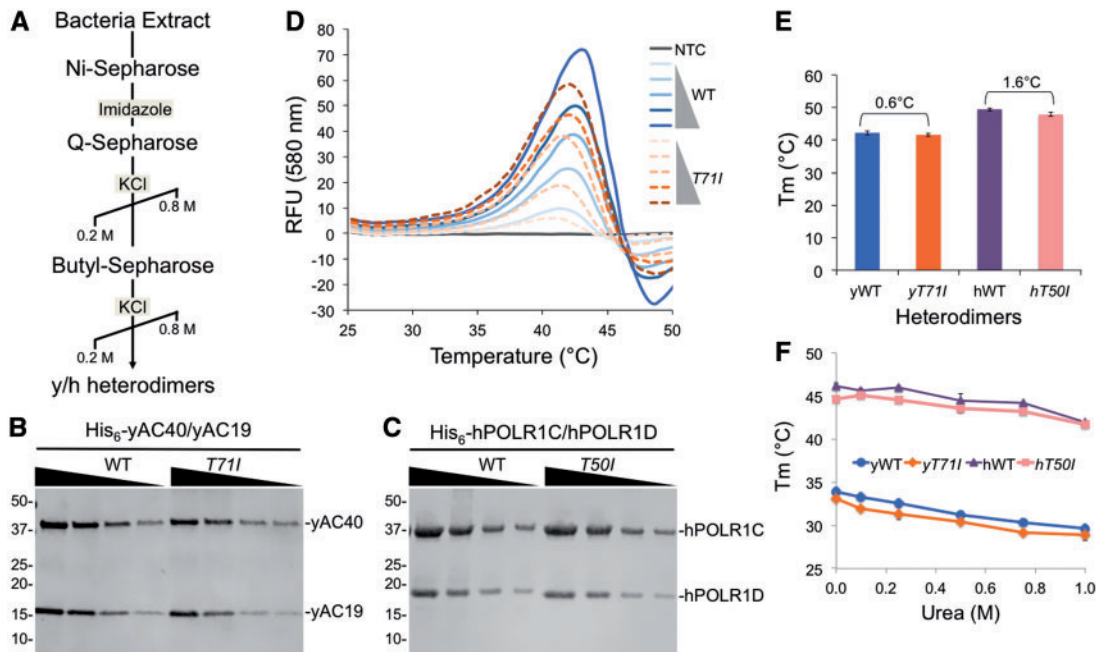 A
Bacteria Extract
Ni-Sepharose
Imidazole
Q-Sepharose
KCl
0.8 M
0.2 M
Butyl-Sepharose
KCl
0.8 M
0.2 M
y/h heterodimers
B
His₆-yAC40/yAC19
WT T71I
50-
37-
25-
20-
15-
10-
-yAC40
-yAC19
C
His₆-hPOLR1C/hPOLR1D
WT T50I
50-
37-
25-
20-
15-
10-
-hPOLR1C
-hPOLR1D
D
RFU (580 nm)
80
70
60
50
40
30
20
10
0
-10
-20
-30
25 30 35 40 45 50
Temperature (°C)
NTC
WT
T71I
E
Tm (°C)
60
50
40
30
20
10
0
0.6°C
1.6°C
yWT yT71I hWT hT50I
Heterodimers
F
Tm (°C)
50
45
40
35
30
25
yWT yT71I hWT hT50I
0.0 0.2 0.4 0.6 0.8 1.0
Urea (M)